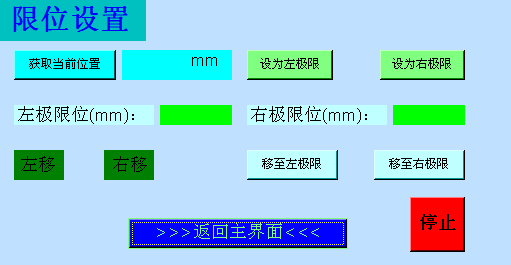 限位设置
获取当前位置 mm 设为左极限 设为右极限
左极限位(mm): 右极限位(mm):
左移 右移 移至左极限 移至右极限
停止
>>>返回主界面<<<